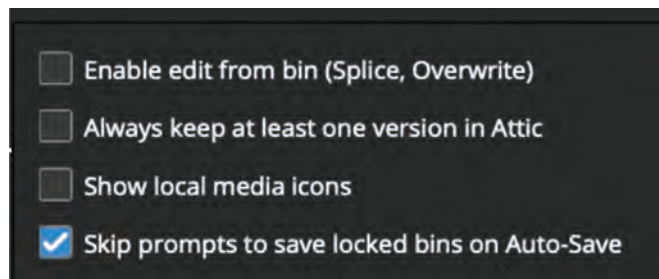 Enable edit from bin (Splice, Overwrite)
Always keep at least one version in Attic
Show local media icons
Skip prompts to save locked bins on Auto-Save